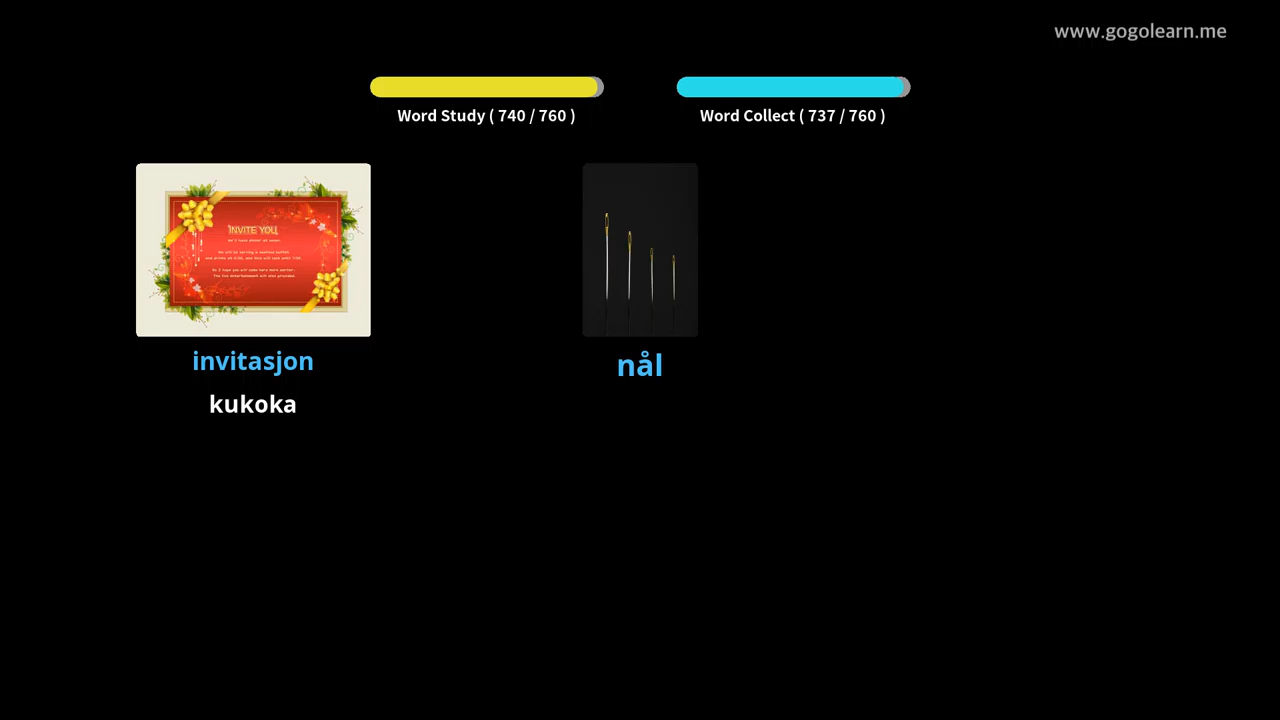 www.gogolearn.me
Word Study ( 740 / 760 )
Word Collect ( 737 / 760 )
INVITE YOU
invitasjon
nål
kukoka